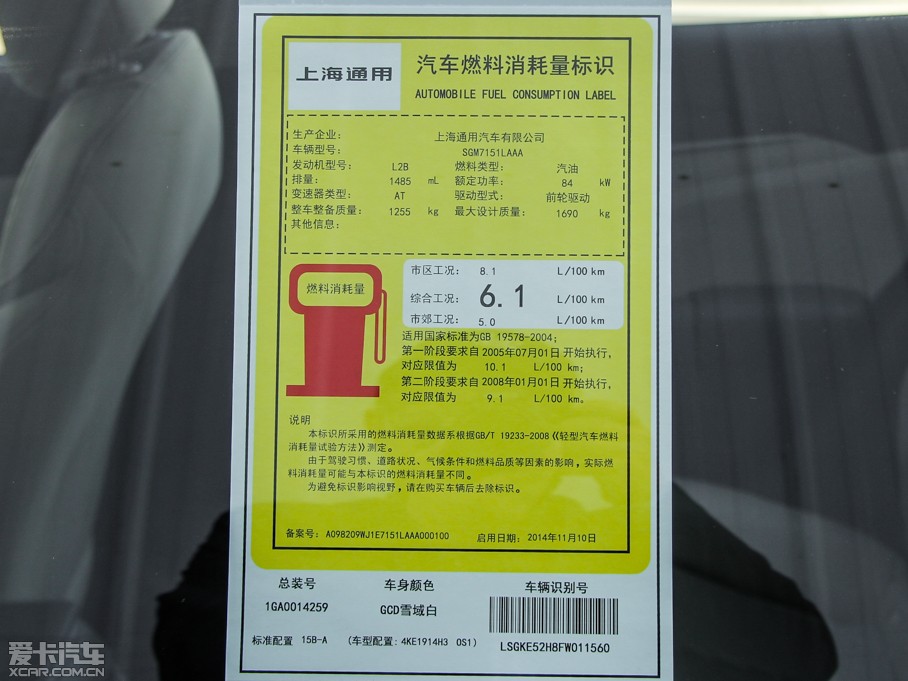 上海通用
汽车燃料消耗量标识
AUTOMOBILE FUEL CONSUMPTION LABEL
生产企业: 上海通用汽车有限公司
车辆型号: SGM7151LAAA
发动机型号: L2B 燃料类型: 汽油
排量: 1485 mL 额定功率: 84 kW
变速器类型: AT 驱动型式: 前轮驱动
整车整备质量: 1255 kg 最大设计质量: 1690 kg
其他信息:
燃料消耗量
市区工况: 8.1 L/100 km
综合工况: 6.1 L/100 km
市郊工况: 5.0 L/100 km
适用国家标准为GB 19578-2004;
第一阶段要求自2005年07月01日开始执行,
对应限值为 10.1 L/100 km;
第二阶段要求自2008年01月01日开始执行,
对应限值为 9.1 L/100 km。
说明
本标识所采用的燃料消耗量数据系根据GB/T 19233-2008《轻型汽车燃料
消耗量试验方法》测定。
由于驾驶习惯、道路状况、气候条件和燃料品质等因素的影响,实际燃
料消耗量可能与本标识的燃料消耗量不同。
为避免标识影响视野,请在购买车辆后去除标识。
备案号: A098209WJ1E7151LAAA000100 启用日期: 2014年11月10日
总装号 车身颜色 车辆识别号
1GA0014259 GCD雪域白
标准配置 15B-A (车型配置: 4KE1914H3 0S1) LSGKE52H8FW011560
爱卡汽车
XCAR.COM.CN